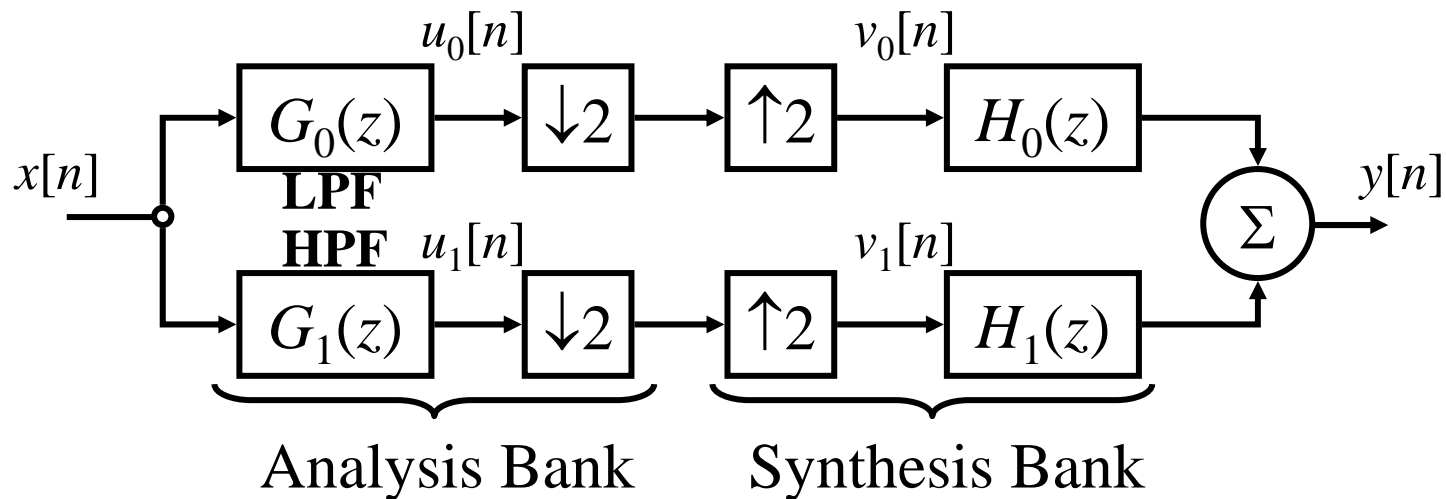 u₀[n] v₀[n]
G₀(z) ↓2 ↑2 H₀(z)
x[n] LPF y[n]
Σ
HPF u₁[n] v₁[n]
G₁(z) ↓2 ↑2 H₁(z)
Analysis Bank Synthesis Bank